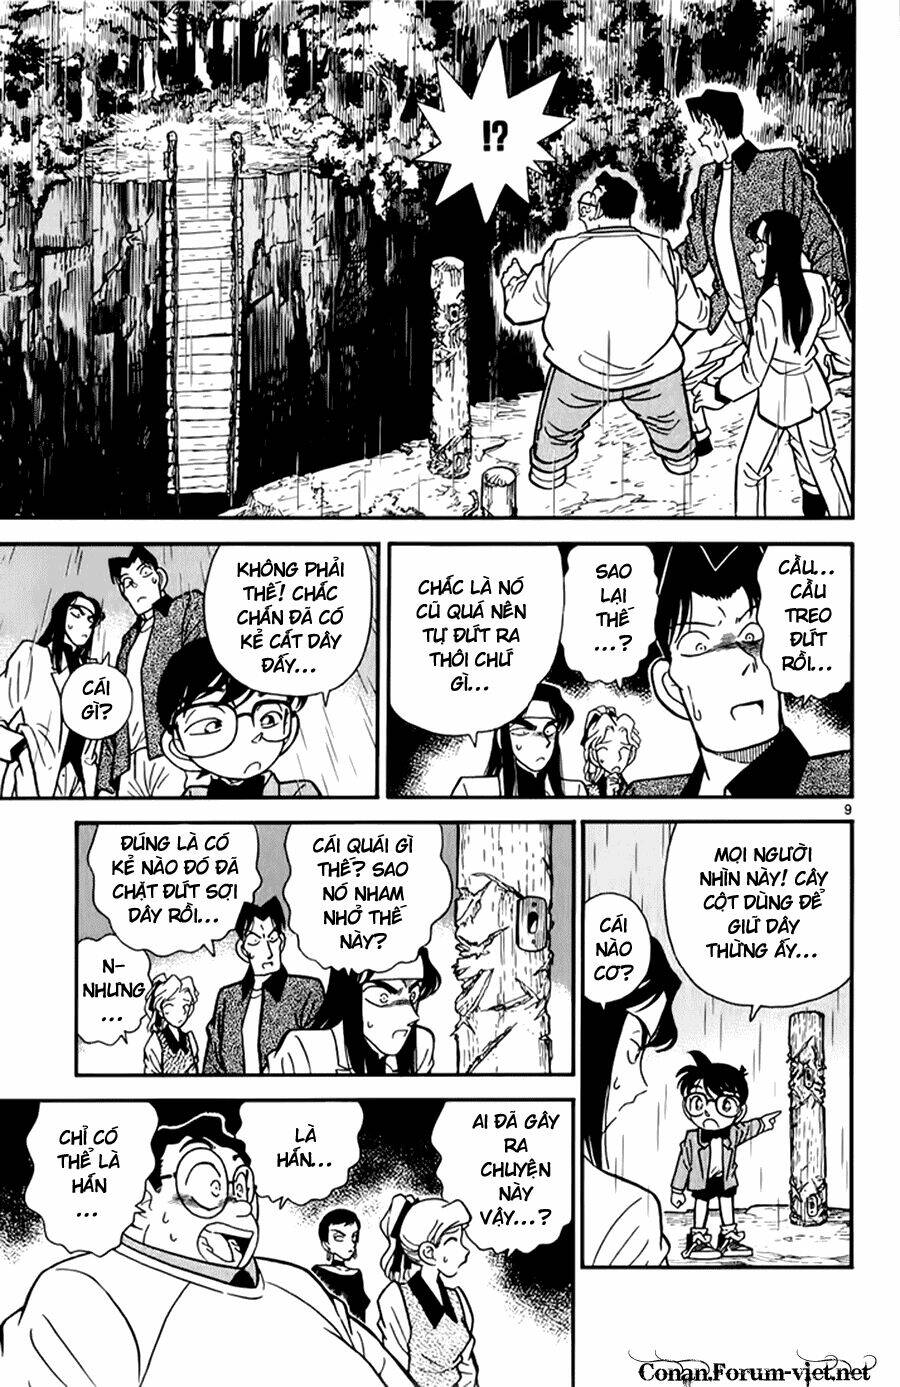 !?
CẦU...
CẦU
TREO
ĐỨT
RỒI...
SAO
LẠI
THẾ
...?
CHẮC LÀ NÓ
CŨ QUÁ NÊN
TỰ ĐỨT RA
THÔI CHỨ
GÌ...
KHÔNG PHẢI
THẾ! CHẮC
CHẮN ĐÃ CÓ
KẺ CẮT DÂY
ĐẤY...
CÁI
GÌ?
9
MỌI NGƯỜI
NHÌN NÀY! CÂY
CỘT DÙNG ĐỂ
GIỮ DÂY
THỪNG ẤY...
CÁI
NÀO
CƠ?
CÁI QUÁI GÌ
THẾ? SAO
NÓ NHAM
NHỞ THẾ
NÀY?
ĐÚNG LÀ CÓ
KẺ NÀO ĐÓ ĐÃ
CHẶT ĐỨT SỢI
DÂY RỒI...
N-
NHƯNG
...
AI ĐÃ GÂY
RA
CHUYỆN
NÀY
VẬY...?
LÀ
HẮN...
CHỈ CÓ
THỂ LÀ
HẮN
...
Conan.Forum-viet.net